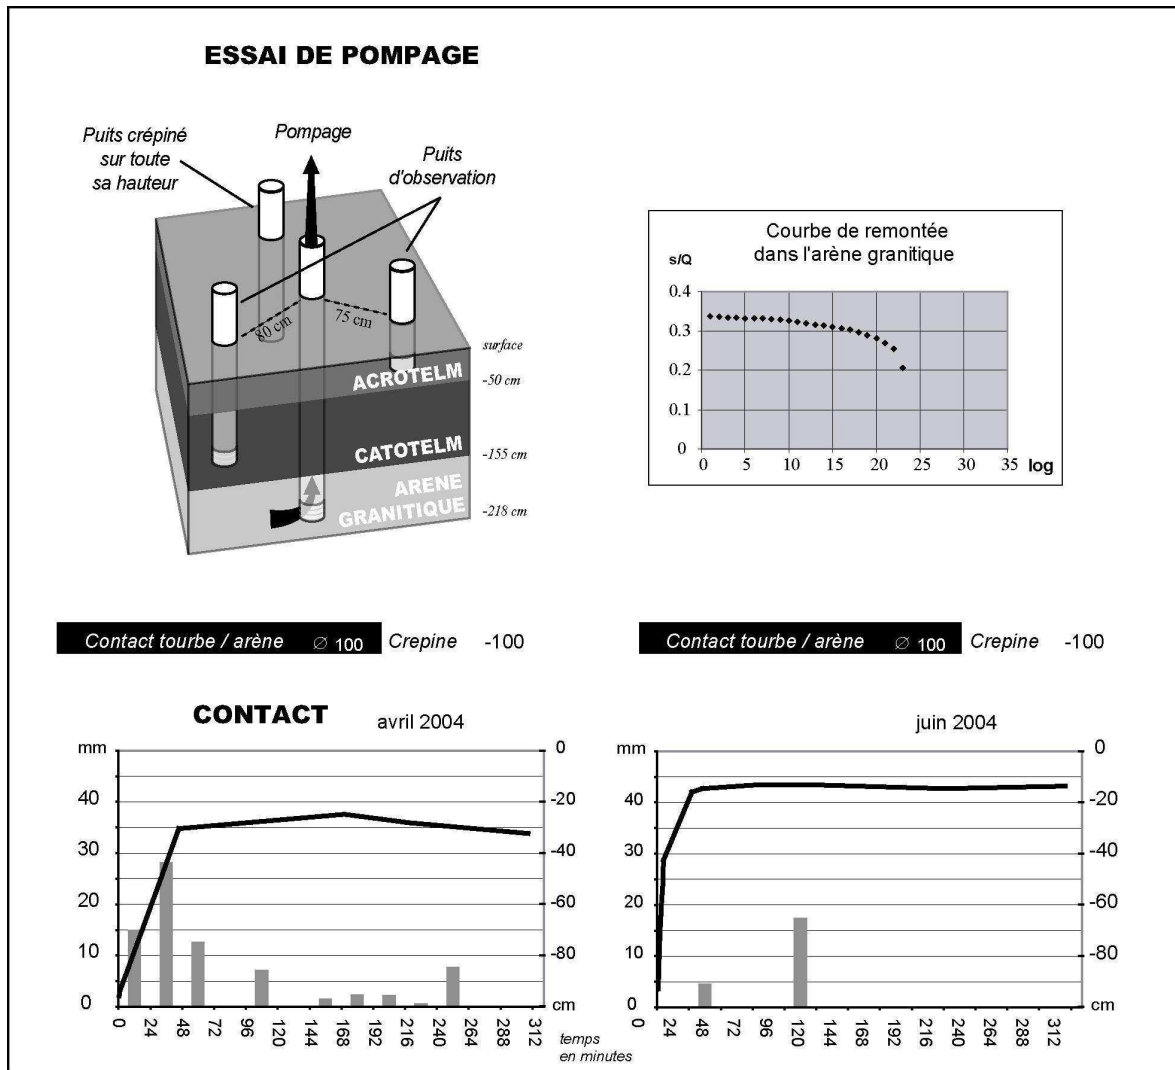 ESSAI DE POMPAGE
Puits crépiné
sur toute
sa hauteur
Pompage
Puits
d'observation
80 cm
75 cm
surface
ACROTELM
-50 cm
CATOTELM
-155 cm
ARENE
GRANITIQUE
-218 cm
Courbe de remontée
dans l'arène granitique
s/Q
0.4
0.3
0.2
0.1
0
0 5 10 15 20 25 30 35 log
Contact tourbe / arène ∅ 100 Crepine -100
Contact tourbe / arène ∅ 100 Crepine -100
CONTACT avril 2004
mm
40
30
20
10
0
0
-20
-40
-60
-80
cm
0 24 48 72 96 120 144 168 192 216 264 288 312
temps
en minutes
juin 2004
mm
40
30
20
10
0
0
-20
-40
-60
-80
cm
0 24 48 72 96 120 144 168 192 216 240 264 288 312